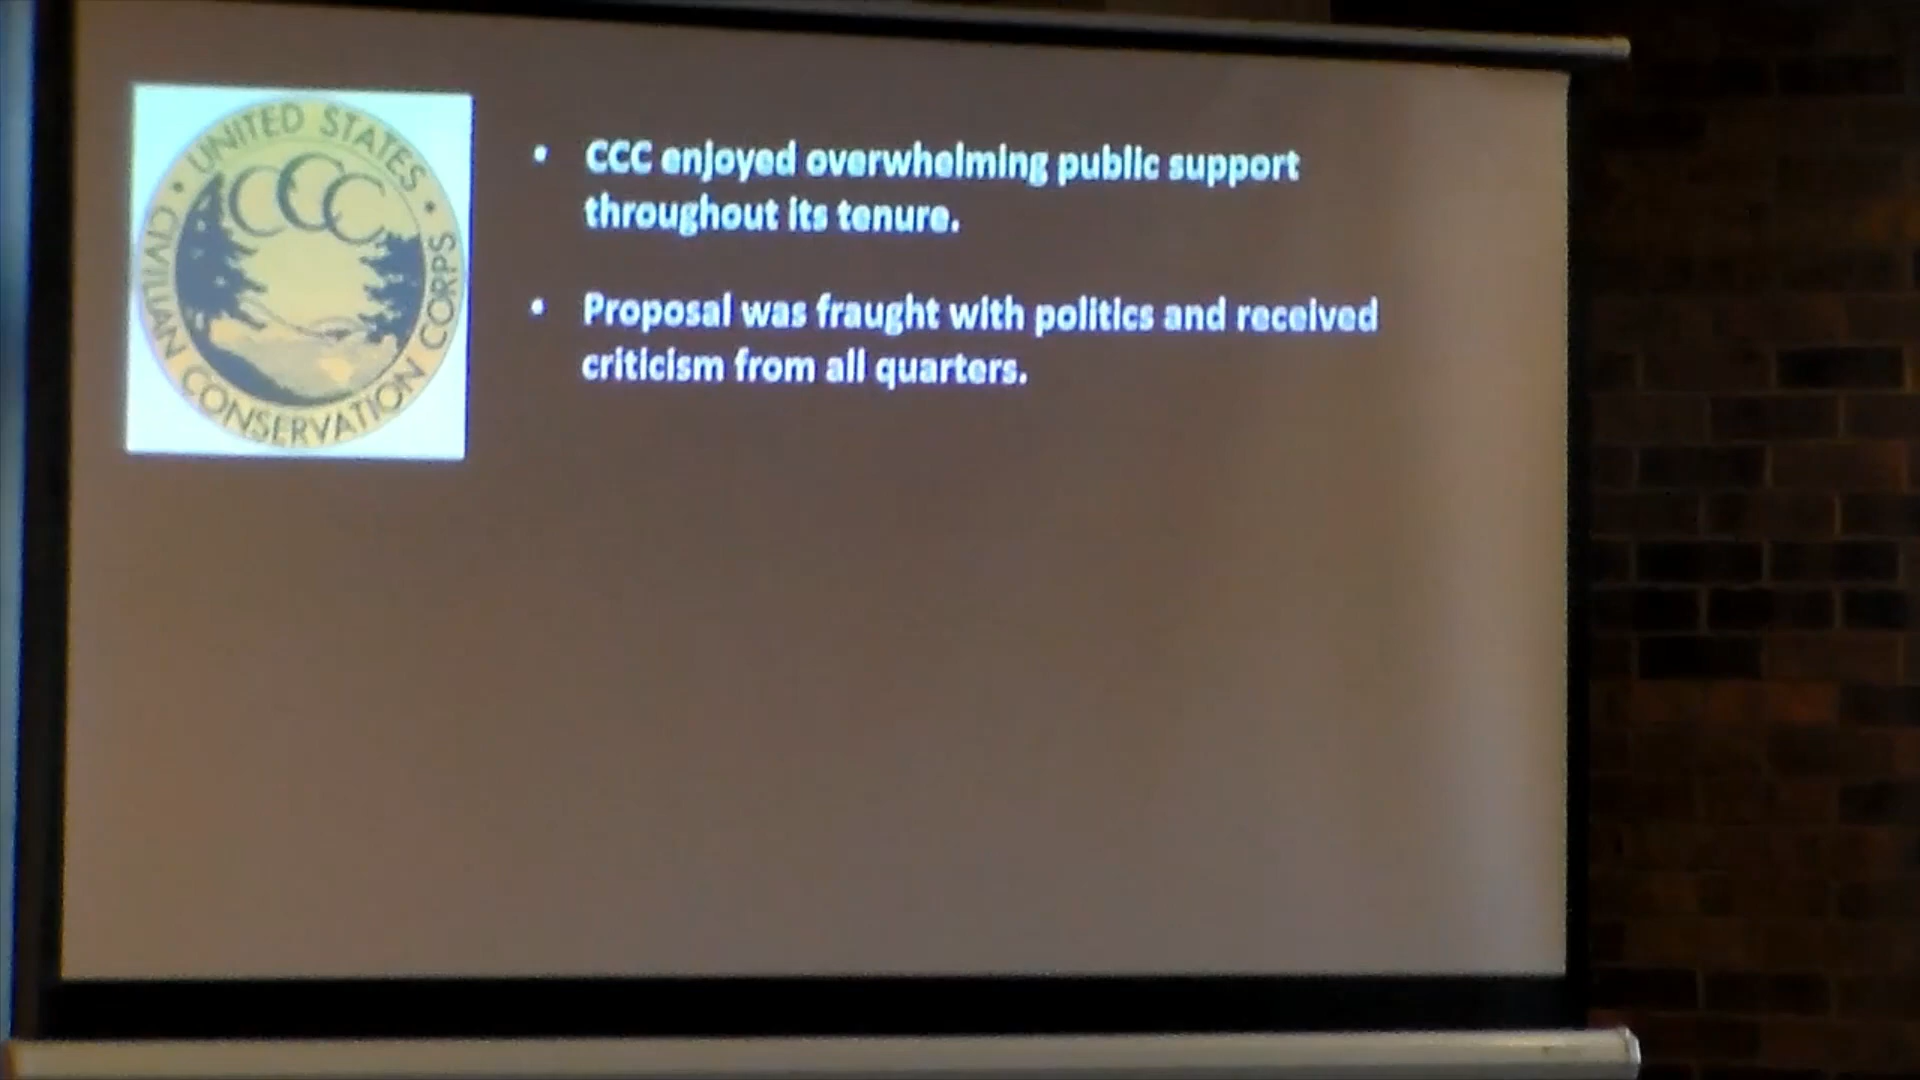 UNITED STATES
CCC
CIVILIAN CONSERVATION CORPS
• CCC enjoyed overwhelming public support
throughout its tenure.
• Proposal was fraught with politics and received
criticism from all quarters.